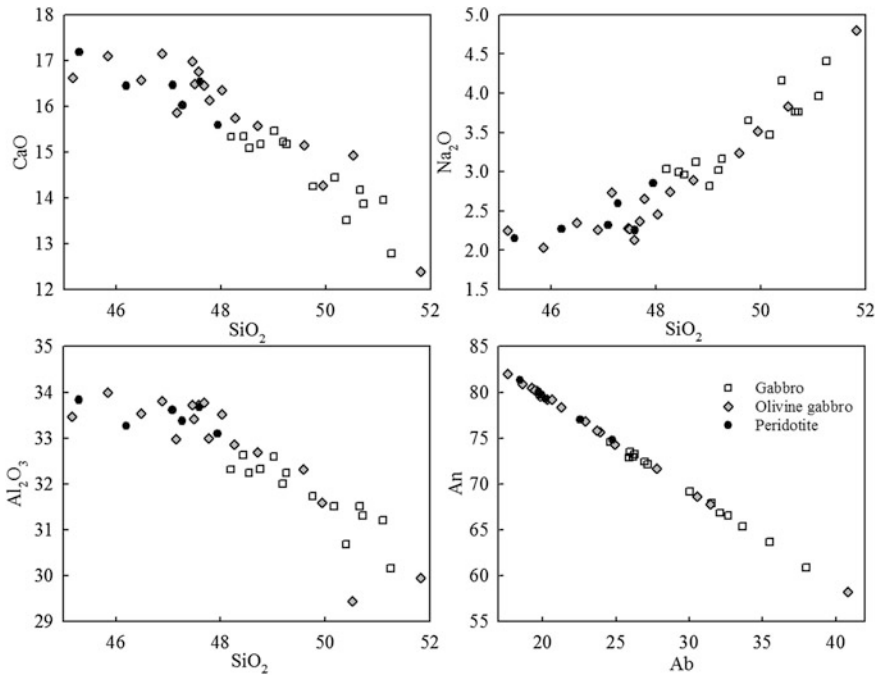 18
17
16
15
14
13
12
CaO
46 48 50 52
SiO₂
5.0
4.5
4.0
3.5
3.0
2.5
2.0
1.5
Na₂O
46 48 50 52
SiO₂
35
34
33
32
31
30
29
Al₂O₃
46 48 50 52
SiO₂
85
80
75
70
65
60
55
An
Gabbro
Olivine gabbro
Peridotite
20 25 30 35 40
Ab